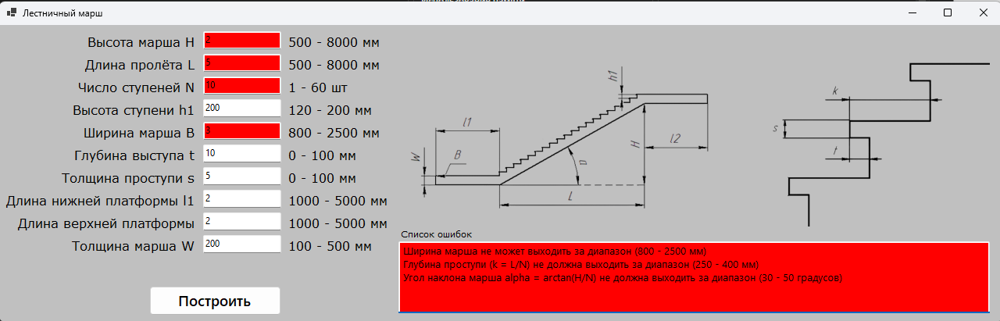 Лестничный марш
Высота марша H 2 500 - 8000 мм
Длина пролёта L 5 500 - 8000 мм
Число ступеней N 10 1 - 60 шт
Высота ступени h1 200 120 - 200 мм
Ширина марша B 3 800 - 2500 мм
Глубина выступа t 10 0 - 100 мм
Толщина проступи s 5 0 - 100 мм
Длина нижней платформы l1 2 1000 - 5000 мм
Длина верхней платформы 2 1000 - 5000 мм
Толщина марша W 200 100 - 500 мм
Построить
h1
l1
B
W
H
l2
α
L
k
s
t
Список ошибок
Ширина марша не может выходить за диапазон (800 - 2500 мм)
Глубина проступи (k = L/N) не должна выходить за диапазон (250 - 400 мм)
Угол наклона марша alpha = arctan(H/N) не должна выходить за диапазон (30 - 50 градусов)